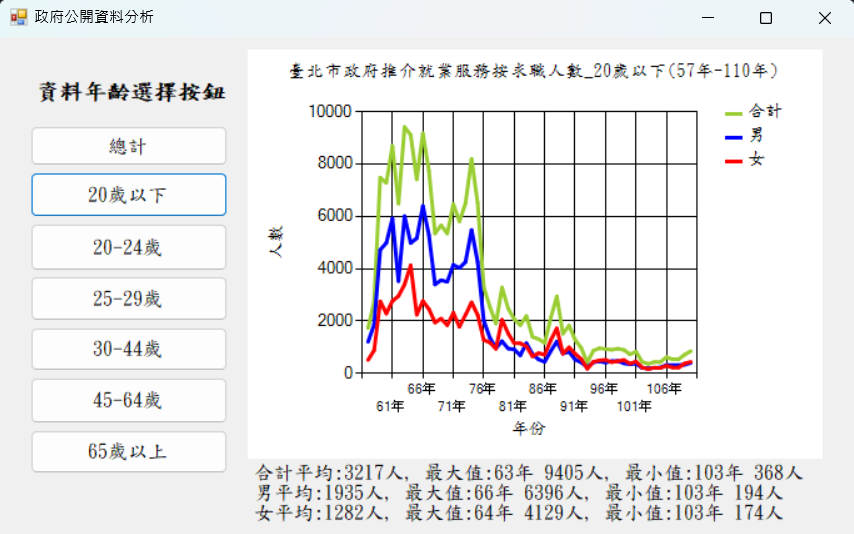 政府公開資料分析
資料年齡選擇按鈕
總計
20歲以下
20-24歲
25-29歲
30-44歲
45-64歲
65歲以上
臺北市政府推介就業服務按求職人數_20歲以下(57年-110年)
10000
8000
6000
4000
2000
0
人數
66年 76年 86年 96年 106年
61年 71年 81年 91年 101年
年份
合計
男
女
合計平均:3217人, 最大值:63年 9405人, 最小值:103年 368人
男平均:1935人, 最大值:66年 6396人, 最小值:103年 194人
女平均:1282人, 最大值:64年 4129人, 最小值:103年 174人